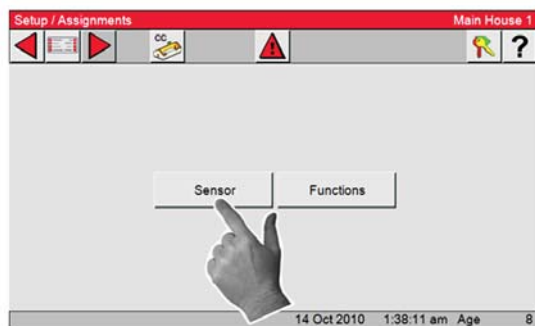 Setup / Assignments Main House 1
CC ?
Sensor Functions
14 Oct 2010 1:38:11 am Age 8